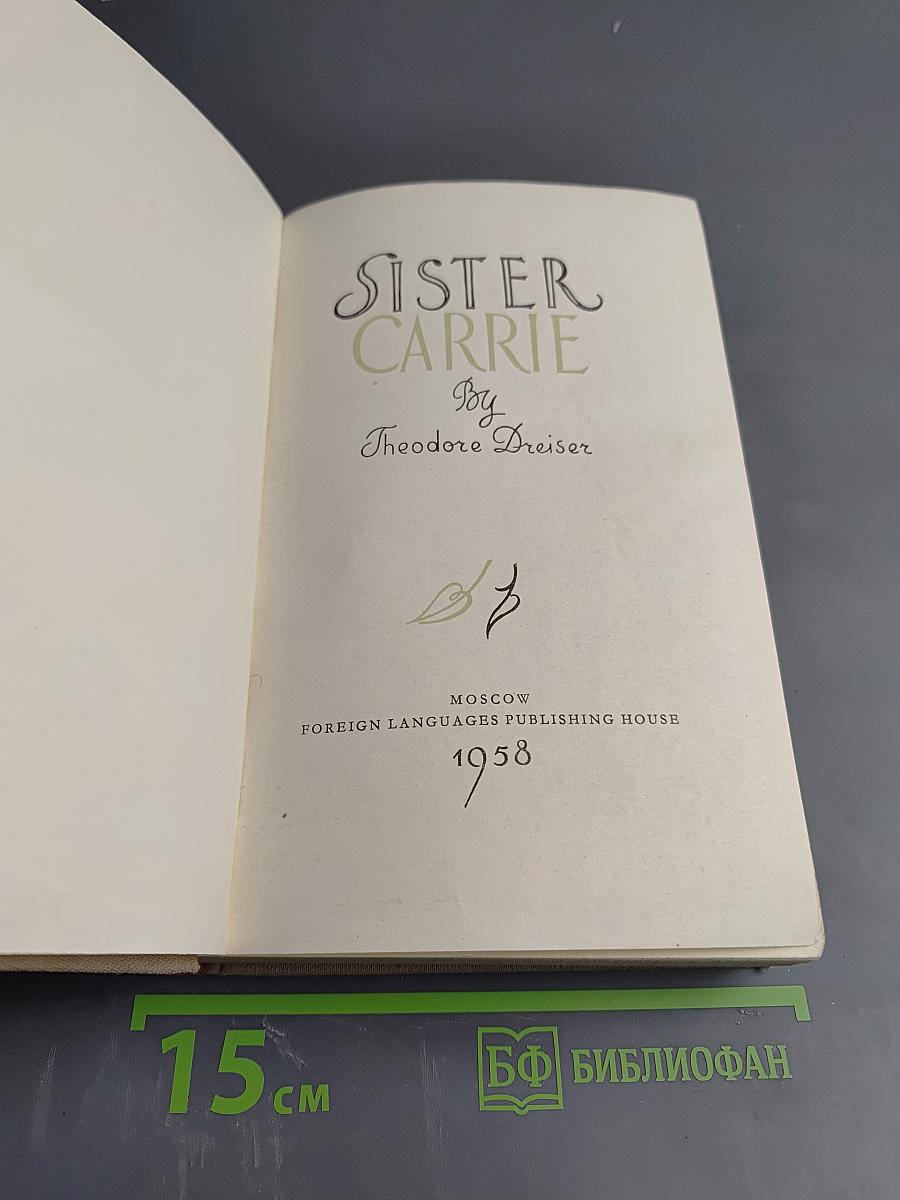 SISTER
CARRIE
By
Theodore Dreiser
MOSCOW
FOREIGN LANGUAGES PUBLISHING HOUSE
1958
15 см
БФ БИБЛИОФАН